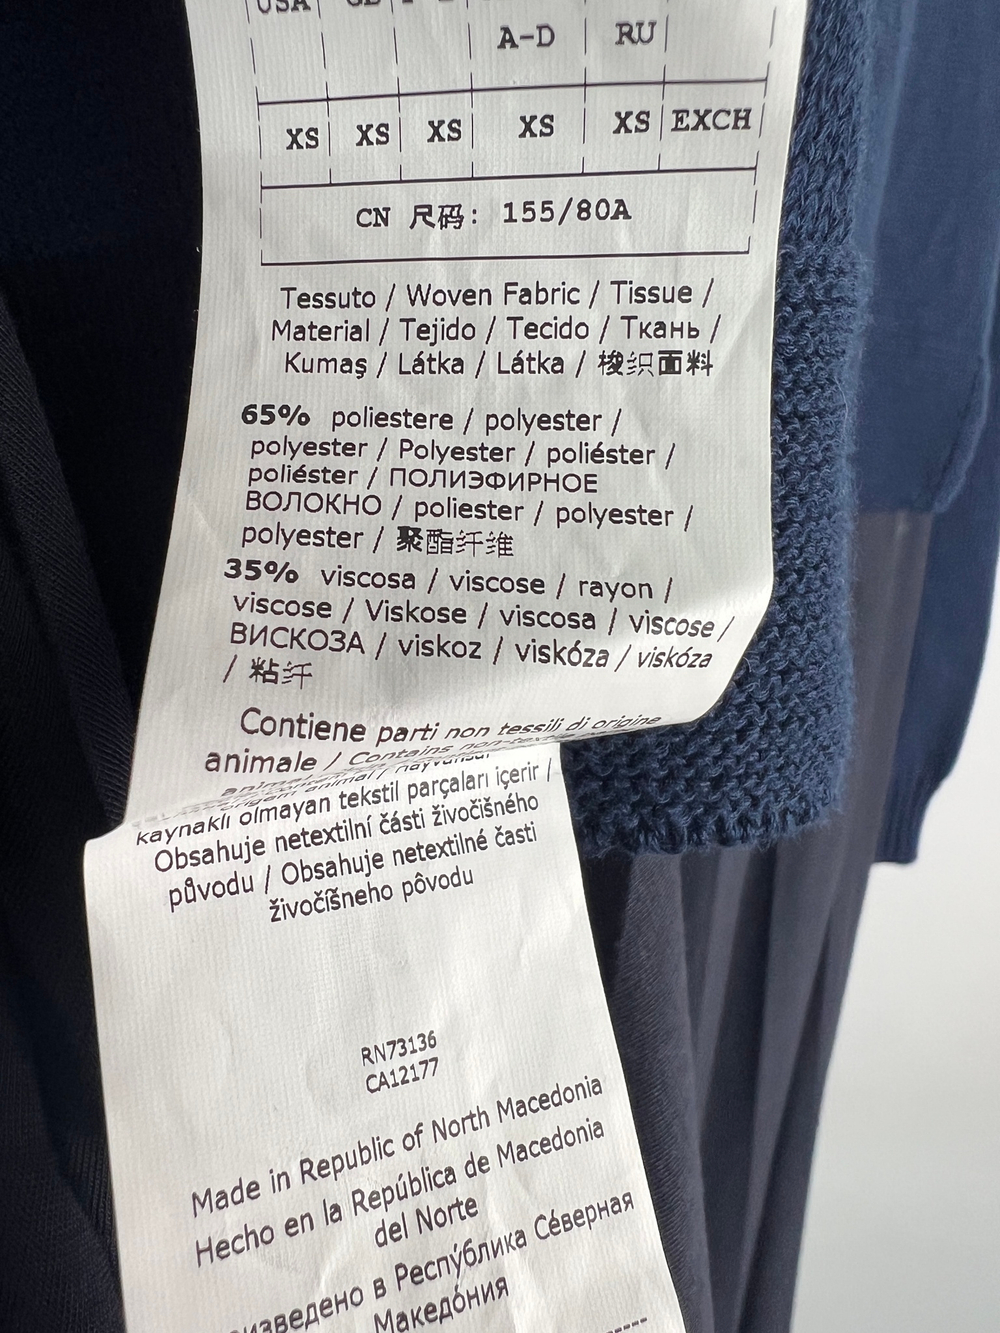 USA
A-D RU
XS XS XS XS XS EXCH
CN 尺码: 155/80A
Tessuto / Woven Fabric / Tissue /
Material / Tejido / Tecido / Ткань /
Kumaş / Látka / Látka / 梭织面料
65% poliestere / polyester /
polyester / Polyester / poliéster /
poliéster / ПОЛИЭФИРНОЕ
ВОЛОКНО / poliester / polyester /
polyester / 聚酯纤维
35% viscosa / viscose / rayon /
viscose / Viskose / viscosa / viscose /
ВИСКОЗА / viskoz / viskóza / viskóza
/ 粘纤
Contiene parti non tessili di origine
animale / Contains
kaynaklı olmayan tekstil parçaları içerir /
Obsahuje netextilní části živočišného
původu / Obsahuje netextilné časti
živočíšneho pôvodu
RN73136
CA12177
Made in Republic of North Macedonia
Hecho en la República de Macedonia
del Norte
в Респýблика Сéверная
Македóния